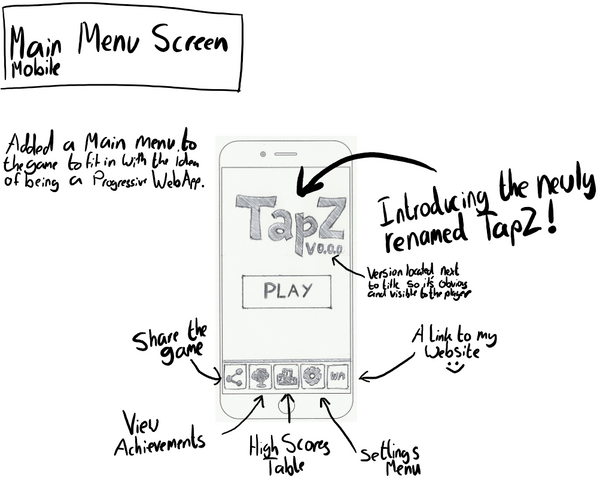 Main Menu Screen
Mobile
Added a Main menu to
the game to fit in with the idea
of being a Progressive WebApp.
TapZ
V0.0.0
PLAY
Introducing the newly
renamed TapZ!
Version located next
to title so it's obvious
and visible to the player
Share the
game
A link to my
Website
View
Achievements
High Scores
Table
Settings
Menu